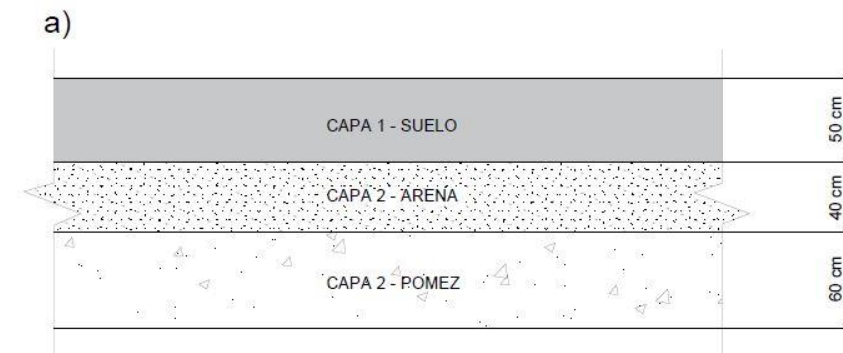 a)
CAPA 1 - SUELO
50 cm
CAPA 2 - ARENA
40 cm
CAPA 2 - POMEZ
60 cm